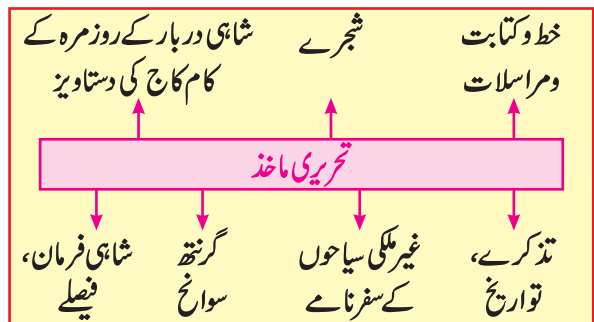 خط و کتابت
و مراسلات
شجرے
شاہی دربار کے روزمرہ کے
کام کاج کی دستاویز
تحریری ماخذ
تذکرے،
تواریخ
غیر ملکی سیاحوں
کے سفرنامے
گرنتھ
سوانح
شاہی فرمان،
فیصلے